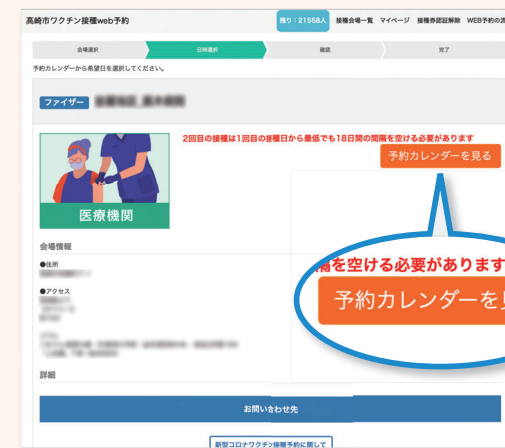 高崎市ワクチン接種web予約
残り：21558人 接種会場一覧 マイページ 接種券認証解除 WEB予約の流
会場選択 日時選択 確認 完了
予約カレンダーから希望日を選択してください。
ファイザー
2回目の接種は1回目の接種日から最低でも18日間の間隔を空ける必要があります
予約カレンダーを見る
医療機関
会場情報
●住所
●アクセス
隔を空ける必要があります
予約カレンダーを見
詳細
お問い合わせ先
新型コロナワクチン接種予約に関して